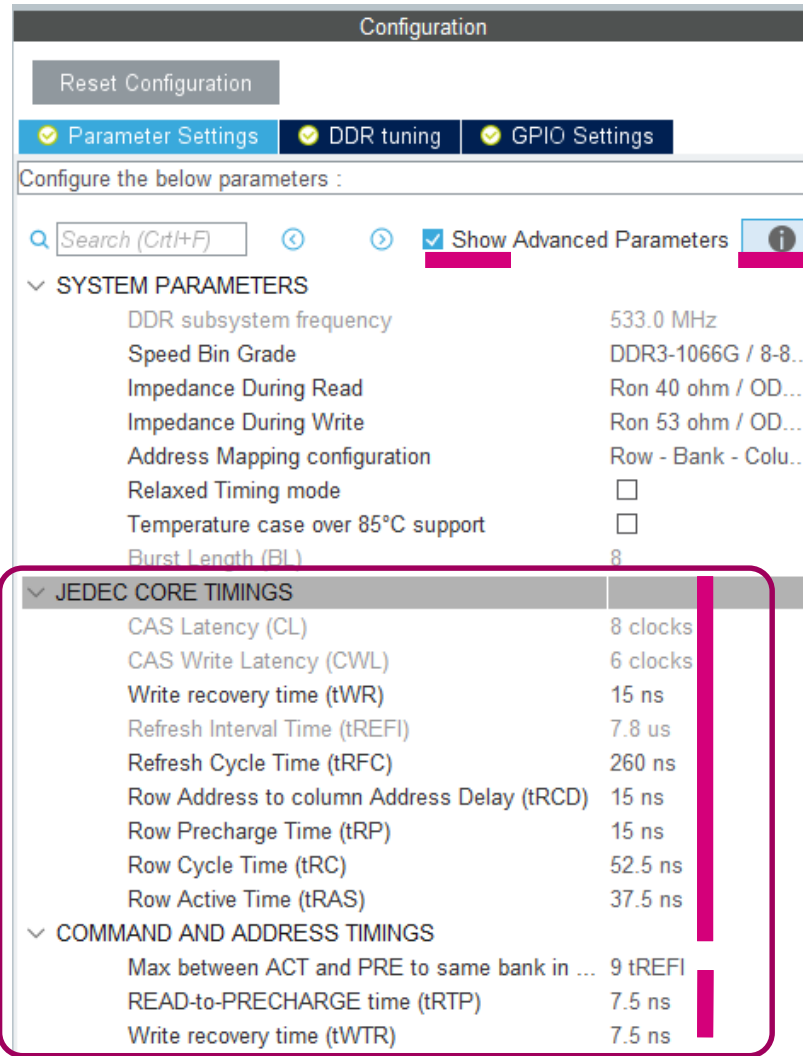 Configuration
Reset Configuration
Parameter Settings DDR tuning GPIO Settings
Configure the below parameters :
Search (Crtl+F) Show Advanced Parameters
SYSTEM PARAMETERS
DDR subsystem frequency 533.0 MHz
Speed Bin Grade DDR3-1066G / 8-8...
Impedance During Read Ron 40 ohm / OD...
Impedance During Write Ron 53 ohm / OD...
Address Mapping configuration Row - Bank - Colu...
Relaxed Timing mode
Temperature case over 85°C support
Burst Length (BL) 8
JEDEC CORE TIMINGS
CAS Latency (CL) 8 clocks
CAS Write Latency (CWL) 6 clocks
Write recovery time (tWR) 15 ns
Refresh Interval Time (tREFI) 7.8 us
Refresh Cycle Time (tRFC) 260 ns
Row Address to column Address Delay (tRCD) 15 ns
Row Precharge Time (tRP) 15 ns
Row Cycle Time (tRC) 52.5 ns
Row Active Time (tRAS) 37.5 ns
COMMAND AND ADDRESS TIMINGS
Max between ACT and PRE to same bank in ... 9 tREFI
READ-to-PRECHARGE time (tRTP) 7.5 ns
Write recovery time (tWTR) 7.5 ns